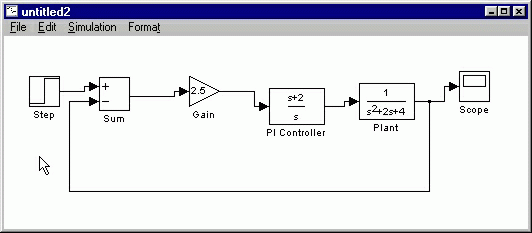 untitled2
File Edit Simulation Format
Step
+
−
Sum
2.5
Gain
s+2
s
PI Controller
1
s²+2s+4
Plant
Scope